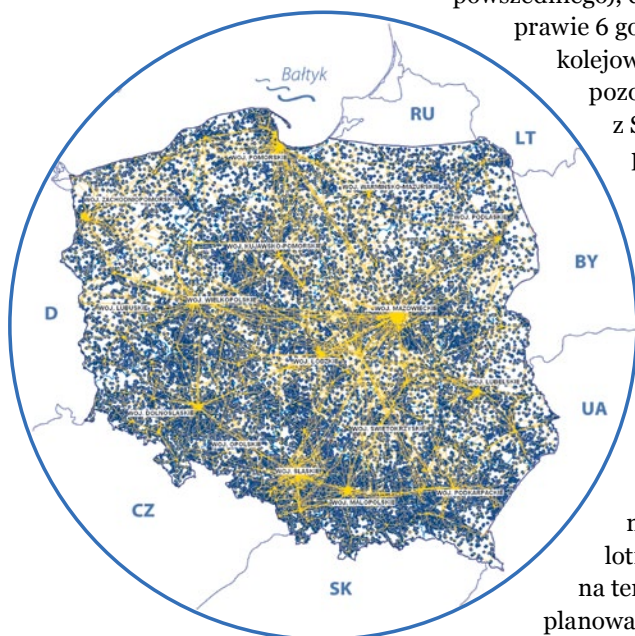 powszedniego),
prawie 6 go
kolejow
pozo
z S
Bałtyk
RU
LT
WOJ. POMORSKIE
WOJ. WARMIŃSKO-MAZURSKIE
WOJ. ZACHODNIOPOMORSKIE
WOJ. PODLASKIE
WOJ. KUJAWSKO-POMORSKIE
BY
D
WOJ. LUBUSKIE
WOJ. WIELKOPOLSKIE
WOJ. MAZOWIECKIE
WOJ. ŁÓDZKIE
WOJ. LUBELSKIE
UA
WOJ. DOLNOŚLĄSKIE
WOJ. ŚWIĘTOKRZYSKIE
WOJ. OPOLSKIE
WOJ. ŚLĄSKIE
WOJ. PODKARPACKIE
WOJ. MAŁOPOLSKIE
CZ
SK
lot
na ter
planowa